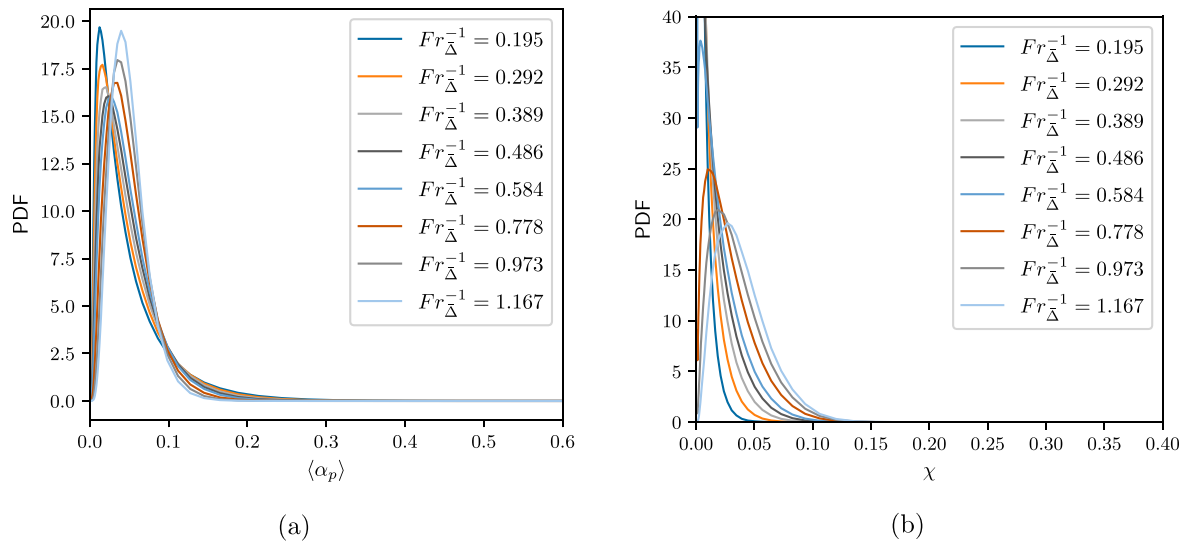 20.0
17.5
15.0
12.5
10.0
7.5
5.0
2.5
0.0
PDF
0.0 0.1 0.2 0.3 0.4 0.5 0.6
⟨α_p⟩
Fr_Δ̄^−1 = 0.195
Fr_Δ̄^−1 = 0.292
Fr_Δ̄^−1 = 0.389
Fr_Δ̄^−1 = 0.486
Fr_Δ̄^−1 = 0.584
Fr_Δ̄^−1 = 0.778
Fr_Δ̄^−1 = 0.973
Fr_Δ̄^−1 = 1.167
(a)
40
35
30
25
20
15
10
5
0
PDF
0.00 0.05 0.10 0.15 0.20 0.25 0.30 0.35 0.40
χ
Fr_Δ̄^−1 = 0.195
Fr_Δ̄^−1 = 0.292
Fr_Δ̄^−1 = 0.389
Fr_Δ̄^−1 = 0.486
Fr_Δ̄^−1 = 0.584
Fr_Δ̄^−1 = 0.778
Fr_Δ̄^−1 = 0.973
Fr_Δ̄^−1 = 1.167
(b)